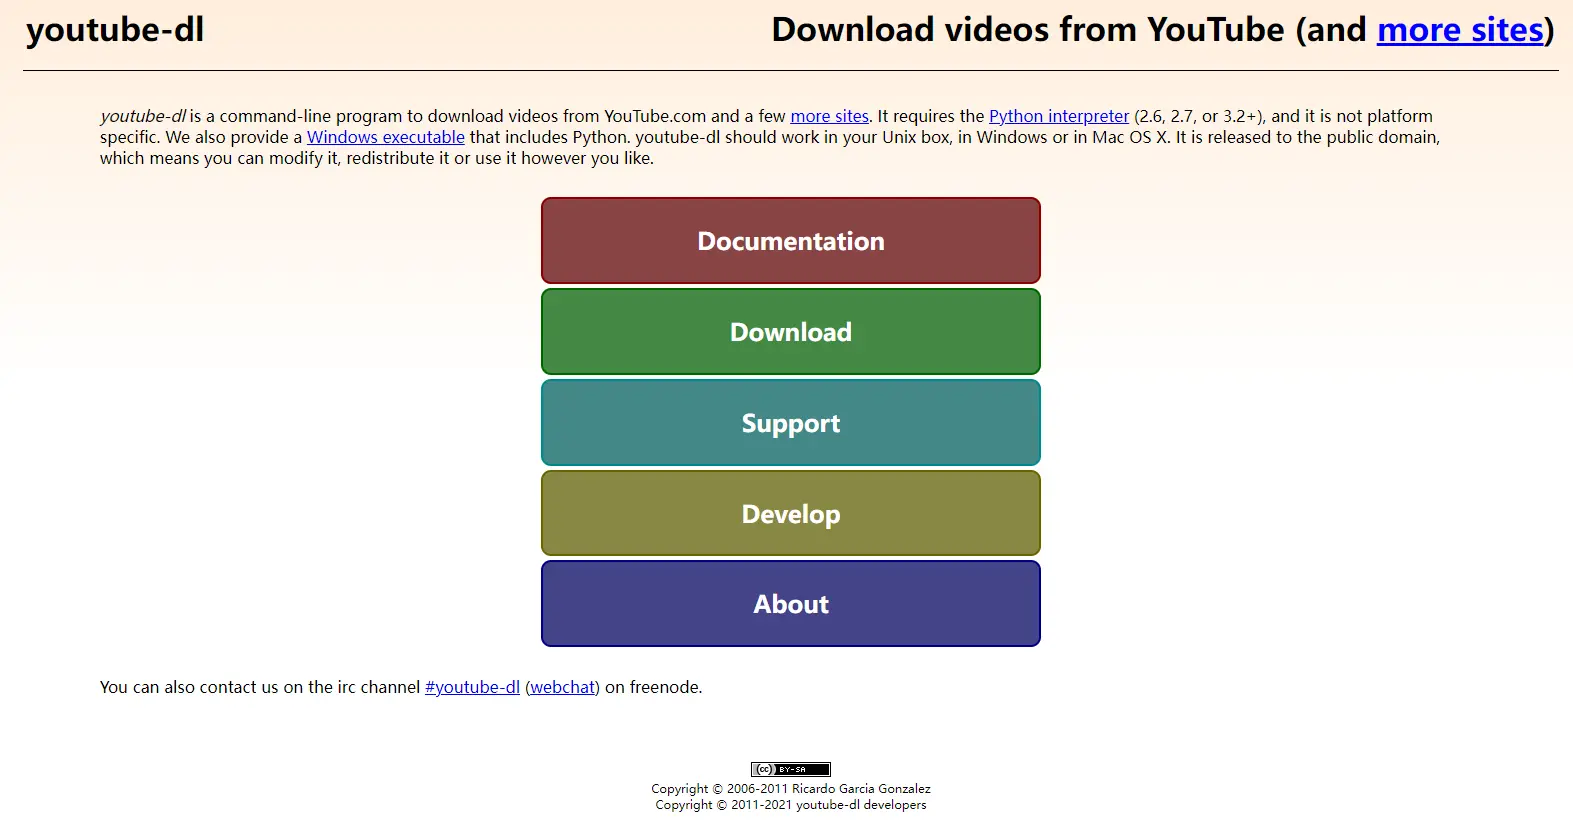 youtube-dl
Download videos from YouTube (and more sites)
youtube-dl is a command-line program to download videos from YouTube.com and a few more sites. It requires the Python interpreter (2.6, 2.7, or 3.2+), and it is not platform
specific. We also provide a Windows executable that includes Python. youtube-dl should work in your Unix box, in Windows or in Mac OS X. It is released to the public domain,
which means you can modify it, redistribute it or use it however you like.
Documentation
Download
Support
Develop
About
You can also contact us on the irc channel #youtube-dl (webchat) on freenode.
cc BY-SA
Copyright © 2006-2011 Ricardo Garcia Gonzalez
Copyright © 2011-2021 youtube-dl developers